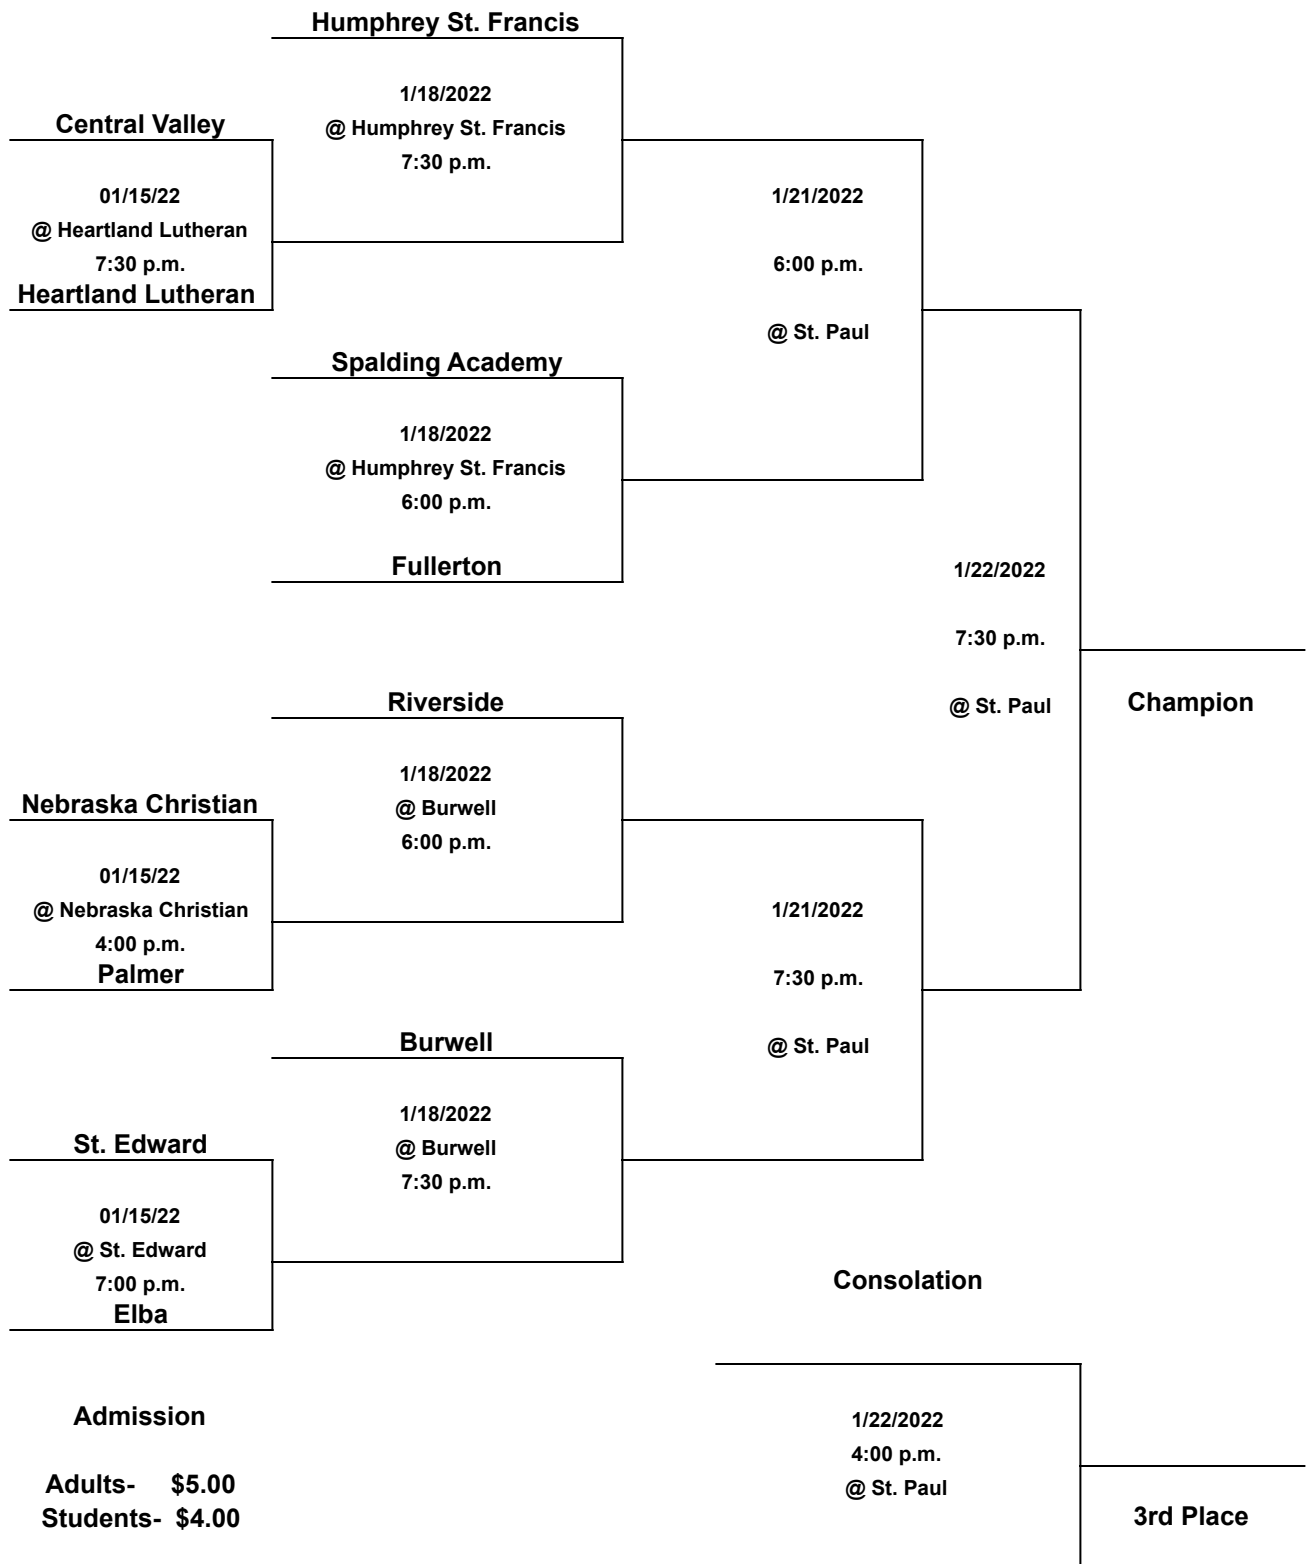 Humphrey St. Francis
1/18/2022
@ Humphrey St. Francis
7:30 p.m.
Central Valley
01/15/22
@ Heartland Lutheran
7:30 p.m.
Heartland Lutheran
1/21/2022
6:00 p.m.
@ St. Paul
Spalding Academy
1/18/2022
@ Humphrey St. Francis
6:00 p.m.
Fullerton
1/22/2022
7:30 p.m.
@ St. Paul
Champion
Riverside
1/18/2022
@ Burwell
6:00 p.m.
Nebraska Christian
01/15/22
@ Nebraska Christian
4:00 p.m.
Palmer
1/21/2022
7:30 p.m.
@ St. Paul
Burwell
1/18/2022
@ Burwell
7:30 p.m.
St. Edward
01/15/22
@ St. Edward
7:00 p.m.
Elba
Consolation
1/22/2022
4:00 p.m.
@ St. Paul
3rd Place
Admission
Adults- $5.00
Students- $4.00